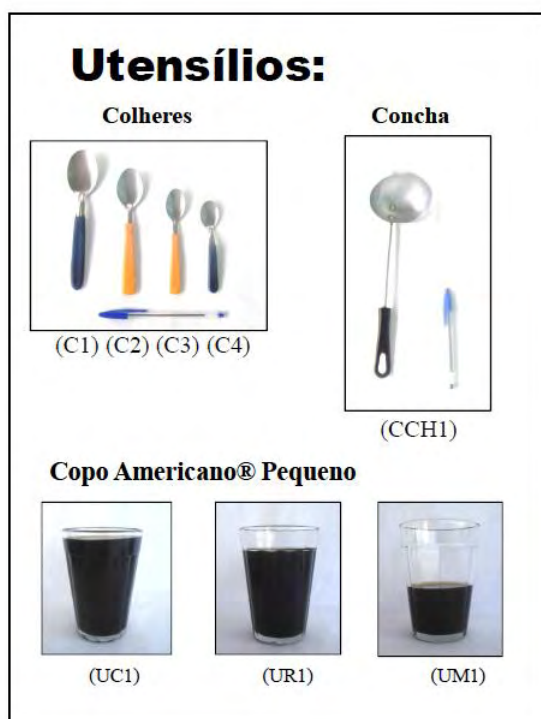 Utensílios:
Colheres
Concha
(C1) (C2) (C3) (C4)
(CCH1)
Copo Americano® Pequeno
(UC1) (UR1) (UM1)